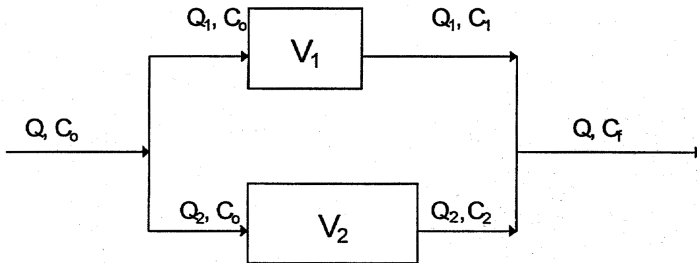 Q₁, C₀ Q₁, C₁
V₁
Q, C₀ Q, C_f
Q₂, C₀ Q₂, C₂
V₂